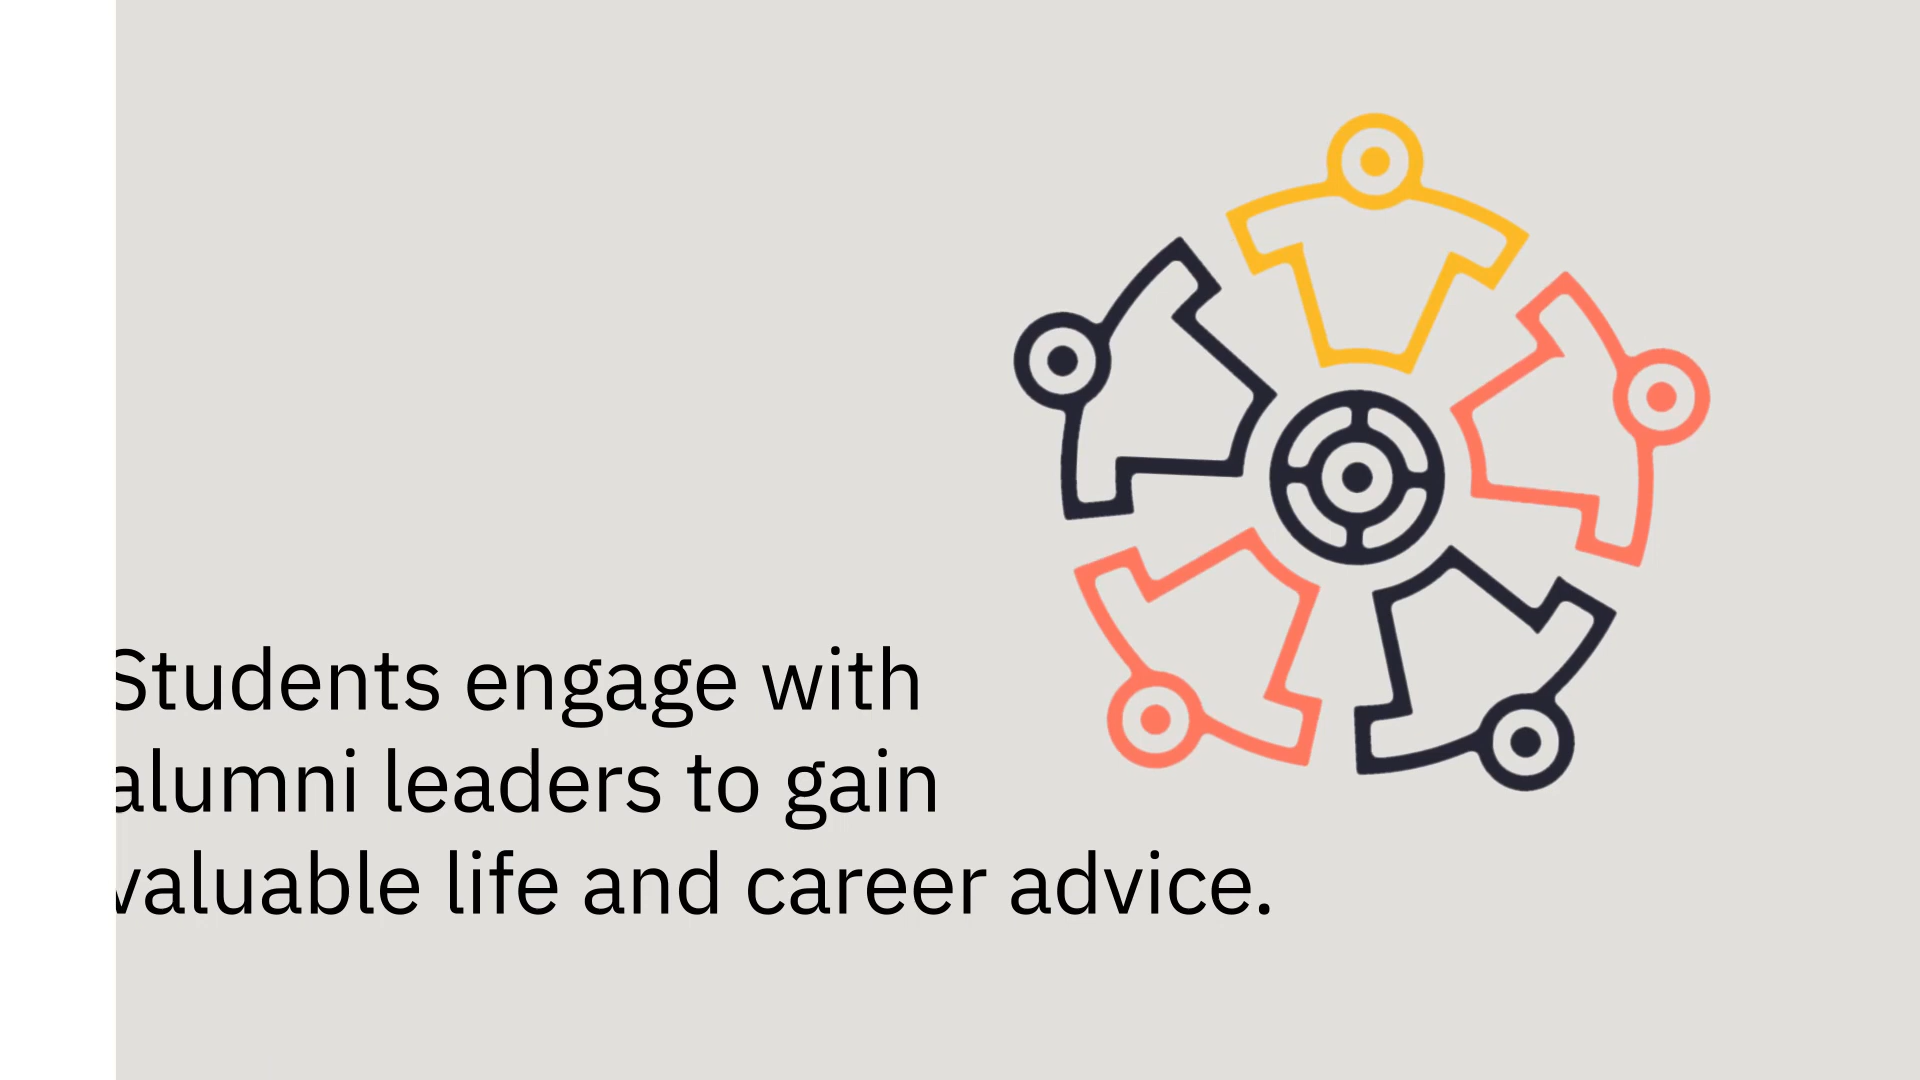 Students engage with
alumni leaders to gain
valuable life and career advice.